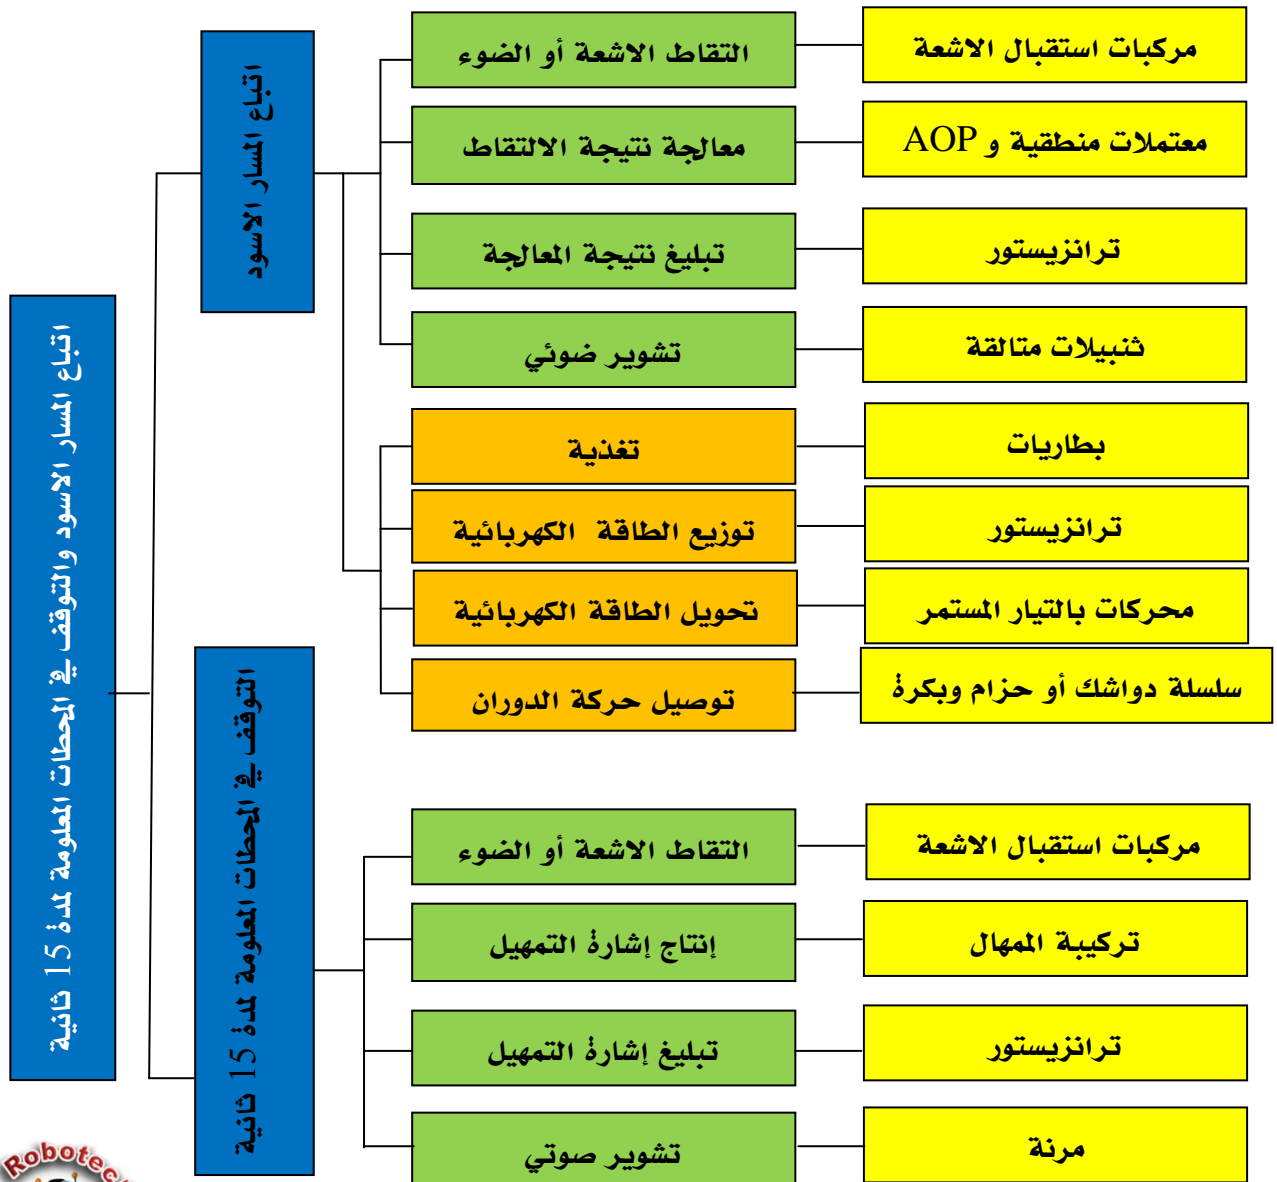 اتباع المسار الاسود والتوقف في المحطات المعلومة لمدة 15 ثانية
اتباع المسار الاسود
التقاط الاشعة أو الضوء
مركبات استقبال الاشعة
معالجة نتيجة الالتقاط
معتملات منطقية و AOP
تبليغ نتيجة المعالجة
ترانزيستور
تشوير ضوئي
ثنبيلات متالقة
تغذية
بطاريات
توزيع الطاقة الكهربائية
ترانزيستور
تحويل الطاقة الكهربائية
محركات بالتيار المستمر
توصيل حركة الدوران
سلسلة دواشك أو حزام وبكرة
التوقف في المحطات المعلومة لمدة 15 ثانية
التقاط الاشعة أو الضوء
مركبات استقبال الاشعة
إنتاج إشارة التمهيل
تركيبة الممهال
تبليغ إشارة التمهيل
ترانزيستور
تشوير صوتي
مرنة